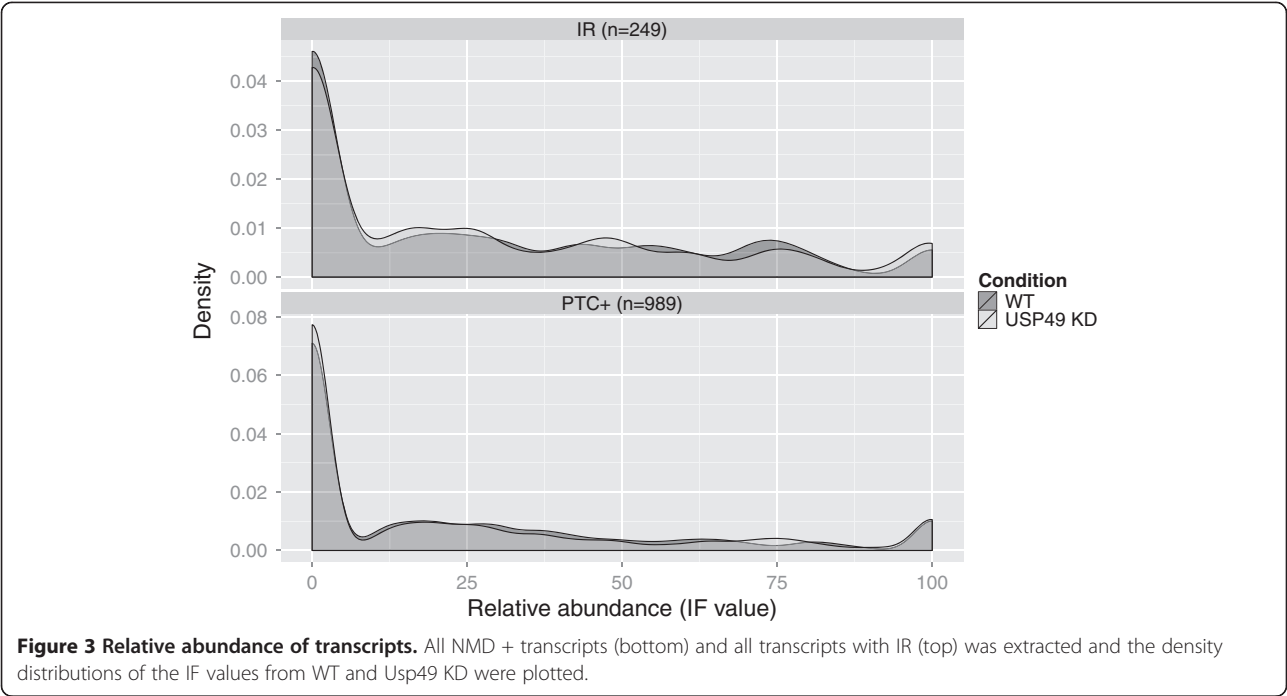 IR (n=249)
0.04
0.03
0.02
0.01
0.00
PTC+ (n=989)
0.08
0.06
0.04
0.02
0.00
Density
0 25 50 75 100
Relative abundance (IF value)
Condition
WT
USP49 KD
Figure 3 Relative abundance of transcripts. All NMD + transcripts (bottom) and all transcripts with IR (top) was extracted and the density
distributions of the IF values from WT and Usp49 KD were plotted.